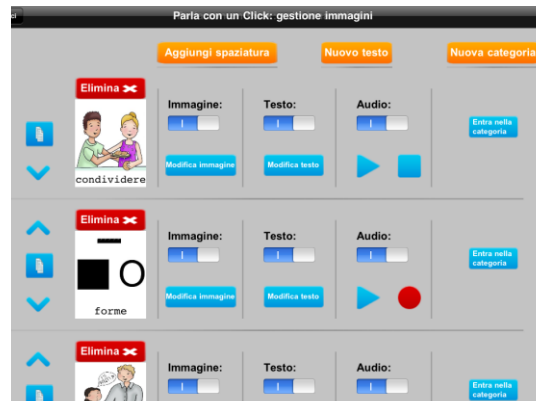 ci
Parla con un Click: gestione immagini
Aggiungi spaziatura
Nuovo testo
Nuova categoria
Elimina
condividere
Immagine:
Modifica immagine
Testo:
Modifica testo
Audio:
Entra nella
categoria
Elimina
forme
Immagine:
Modifica immagine
Testo:
Modifica testo
Audio:
Entra nella
categoria
Elimina
Immagine:
Testo:
Audio:
Entra nella
categoria